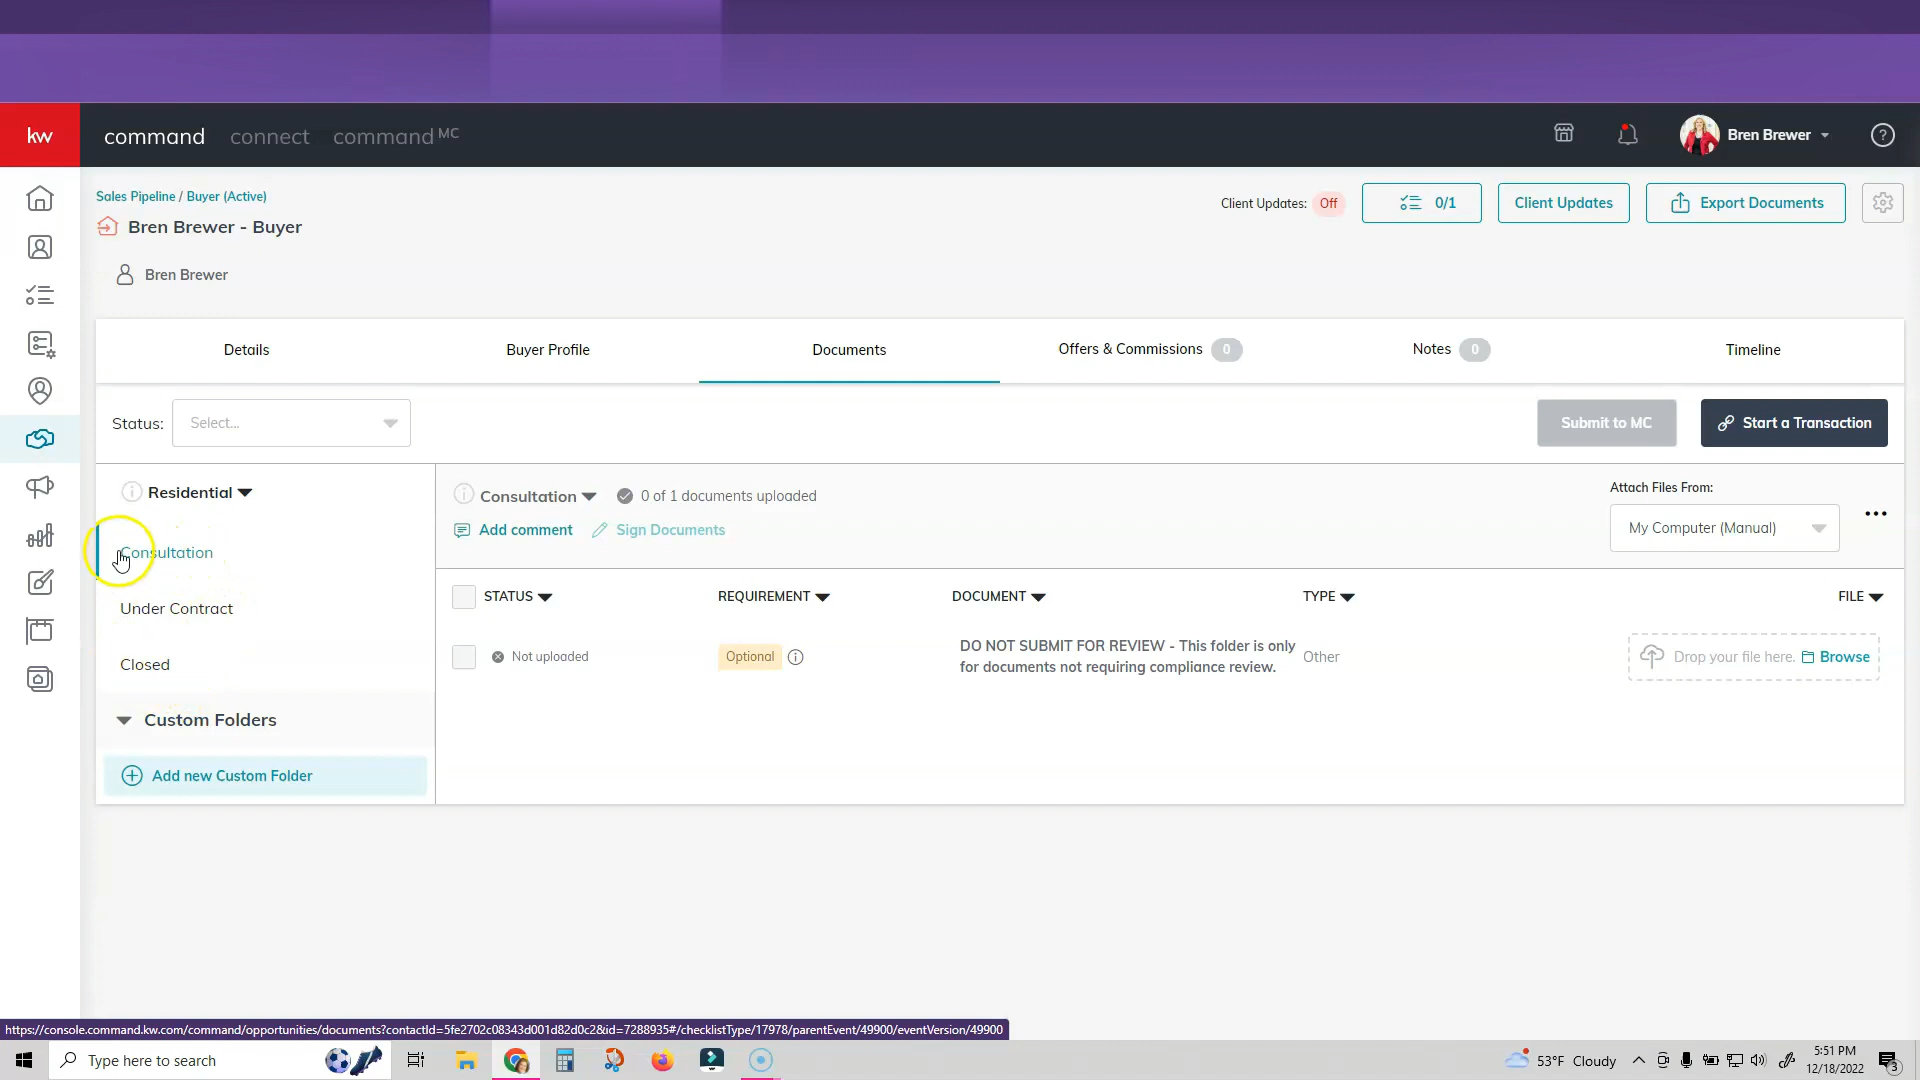 kw command connect command MC Bren Brewer ?
Sales Pipeline / Buyer (Active)
Bren Brewer - Buyer
Client Updates: Off 0/1 Client Updates Export Documents
Bren Brewer
Details Buyer Profile Documents Offers & Commissions 0 Notes 0 Timeline
Status: Select... Submit to MC Start a Transaction
Residential
Consultation
Under Contract
Closed
Custom Folders
Add new Custom Folder
Consultation 0 of 1 documents uploaded
Add comment Sign Documents
Attach Files From:
My Computer (Manual)
STATUS REQUIREMENT DOCUMENT TYPE FILE
Not uploaded Optional DO NOT SUBMIT FOR REVIEW - This folder is only
for documents not requiring compliance review. Other Drop your file here. Browse
https://console.command.kw.com/command/opportunities/documents?contactId=5fe2702c08343d001d82d0c2&id=7288935#/checklistType/17978/parentEvent/49900/eventVersion/49900
Type here to search 53°F Cloudy 5:51 PM
12/18/2022 3